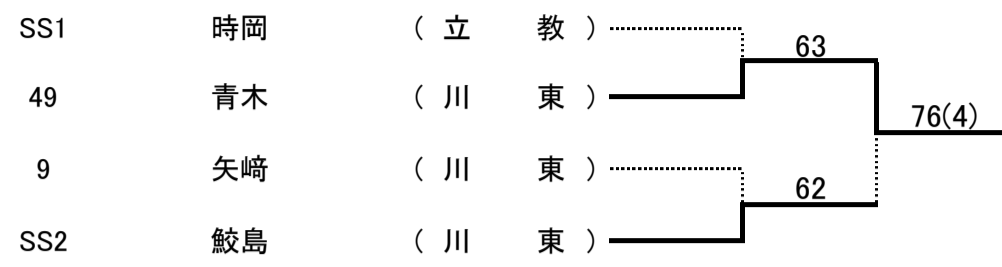 SS1 時岡 ( 立 教 )
63
49 青木 ( 川 東 )
76(4)
9 矢﨑 ( 川 東 )
62
SS2 鮫島 ( 川 東 )